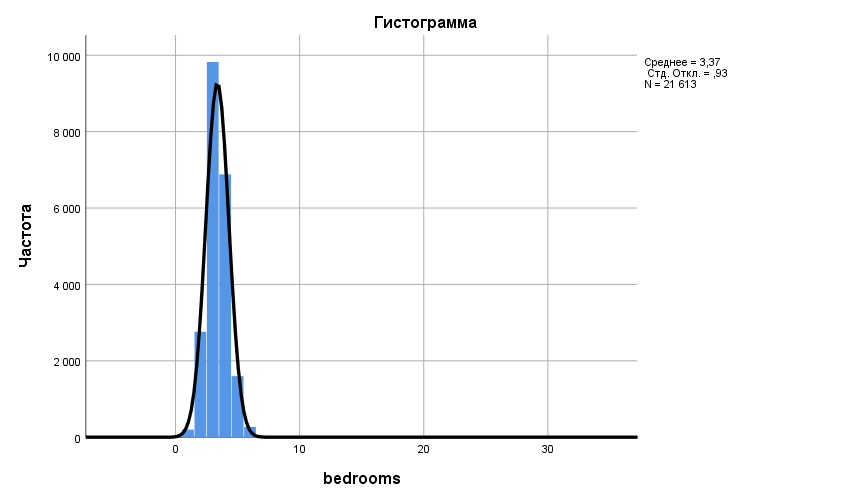 Гистограмма
Среднее = 3,37
Стд. Откл. = ,93
N = 21 613
Частота
10 000
8 000
6 000
4 000
2 000
0
0
10
20
30
bedrooms